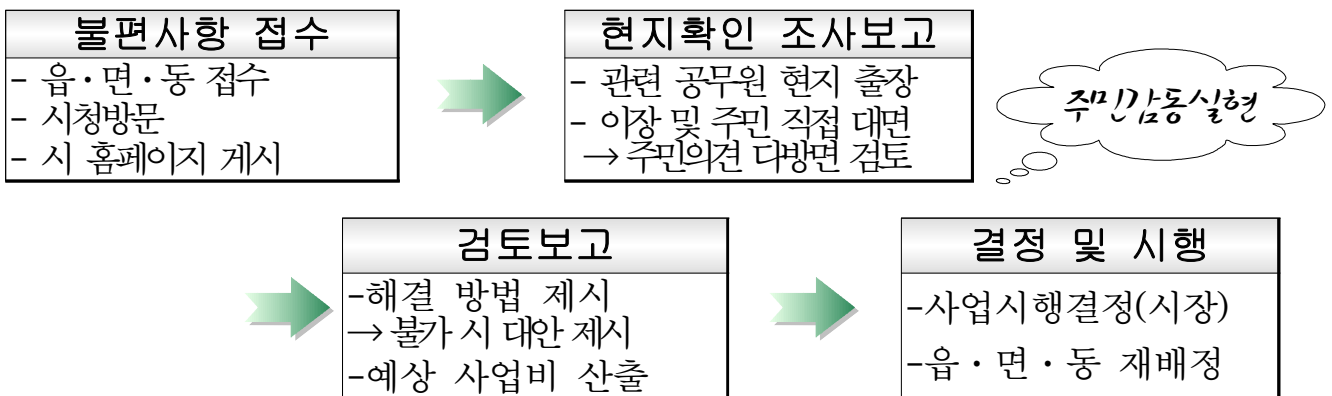 불편사항 접수
- 읍・면・동 접수
- 시청방문
- 시 홈페이지 게시
현지확인 조사보고
- 관련 공무원 현지 출장
- 이장 및 주민 직접 대면
→ 주민의견 다방면 검토
주민감동실현
검토보고
-해결 방법 제시
→ 불가 시 대안 제시
-예상 사업비 산출
결정 및 시행
-사업시행결정(시장)
-읍・면・동 재배정